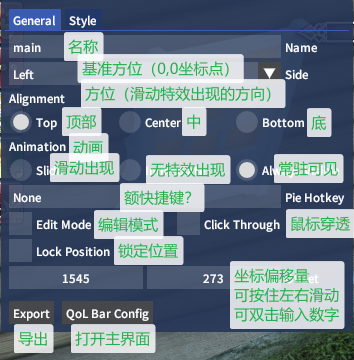 General Style
main 名称 Name
Left 基准方位（0,0坐标点） Side
Alignment 方位（滑动特效出现的方向）
Top 顶部 Center 中 Bottom 底
Animation 动画
滑动出现 无特效出现 常驻可见
None 额快捷键？ Pie Hotkey
Edit Mode 编辑模式 Click Through 鼠标穿透
Lock Position 锁定位置
1545 273 坐标偏移量
可按住左右滑动
可双击输入数字
Export QoL Bar Config
导出 打开主界面